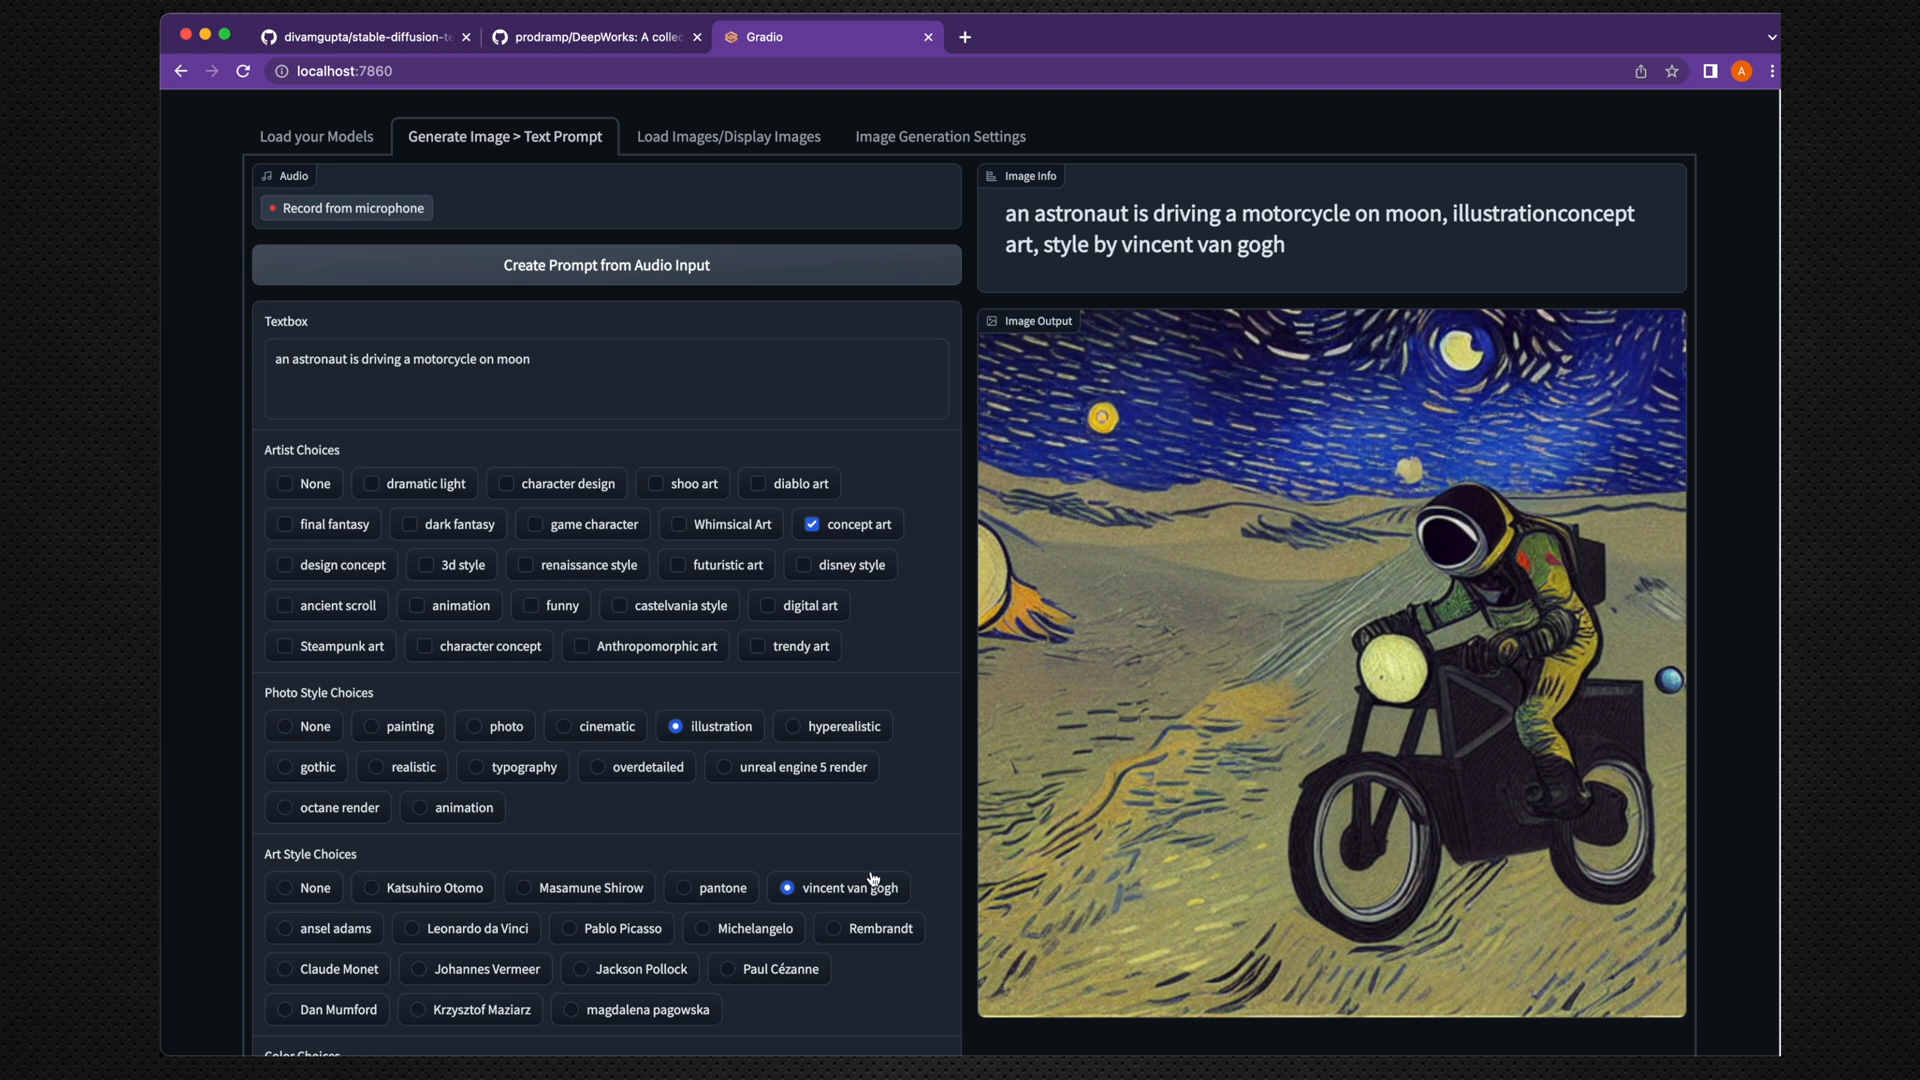 divamgupta/stable-diffusion-te
prodramp/DeepWorks: A collec
Gradio
localhost:7860
A
Load your Models
Generate Image > Text Prompt
Load Images/Display Images
Image Generation Settings
Audio
Record from microphone
Create Prompt from Audio Input
Textbox
an astronaut is driving a motorcycle on moon
Artist Choices
None dramatic light character design shoo art diablo art
final fantasy dark fantasy game character Whimsical Art concept art
design concept 3d style renaissance style futuristic art disney style
ancient scroll animation funny castelvania style digital art
Steampunk art character concept Anthropomorphic art trendy art
Photo Style Choices
None painting photo cinematic illustration hyperealistic
gothic realistic typography overdetailed unreal engine 5 render
octane render animation
Art Style Choices
None Katsuhiro Otomo Masamune Shirow pantone vincent van gogh
ansel adams Leonardo da Vinci Pablo Picasso Michelangelo Rembrandt
Claude Monet Johannes Vermeer Jackson Pollock Paul Cézanne
Dan Mumford Krzysztof Maziarz magdalena pagowska
Color Choices
Image Info
an astronaut is driving a motorcycle on moon, illustrationconcept
art, style by vincent van gogh
Image Output